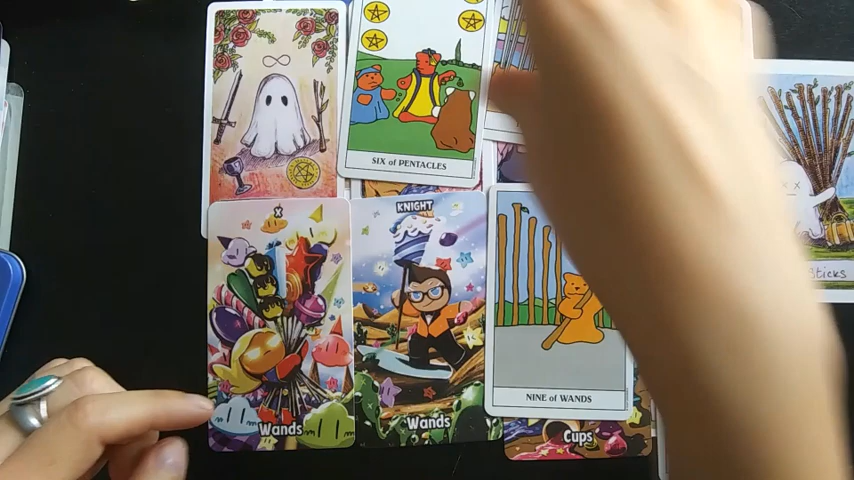 SIX of PENTACLES
X
KNIGHT
Sticks
NINE of WANDS
Wands
Wands
Cups